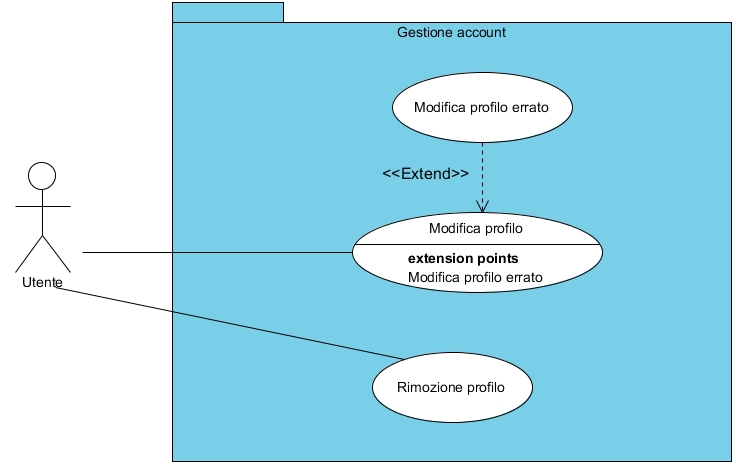 Gestione account
Modifica profilo errato
<<Extend>>
Modifica profilo
extension points
Modifica profilo errato
Utente
Rimozione profilo